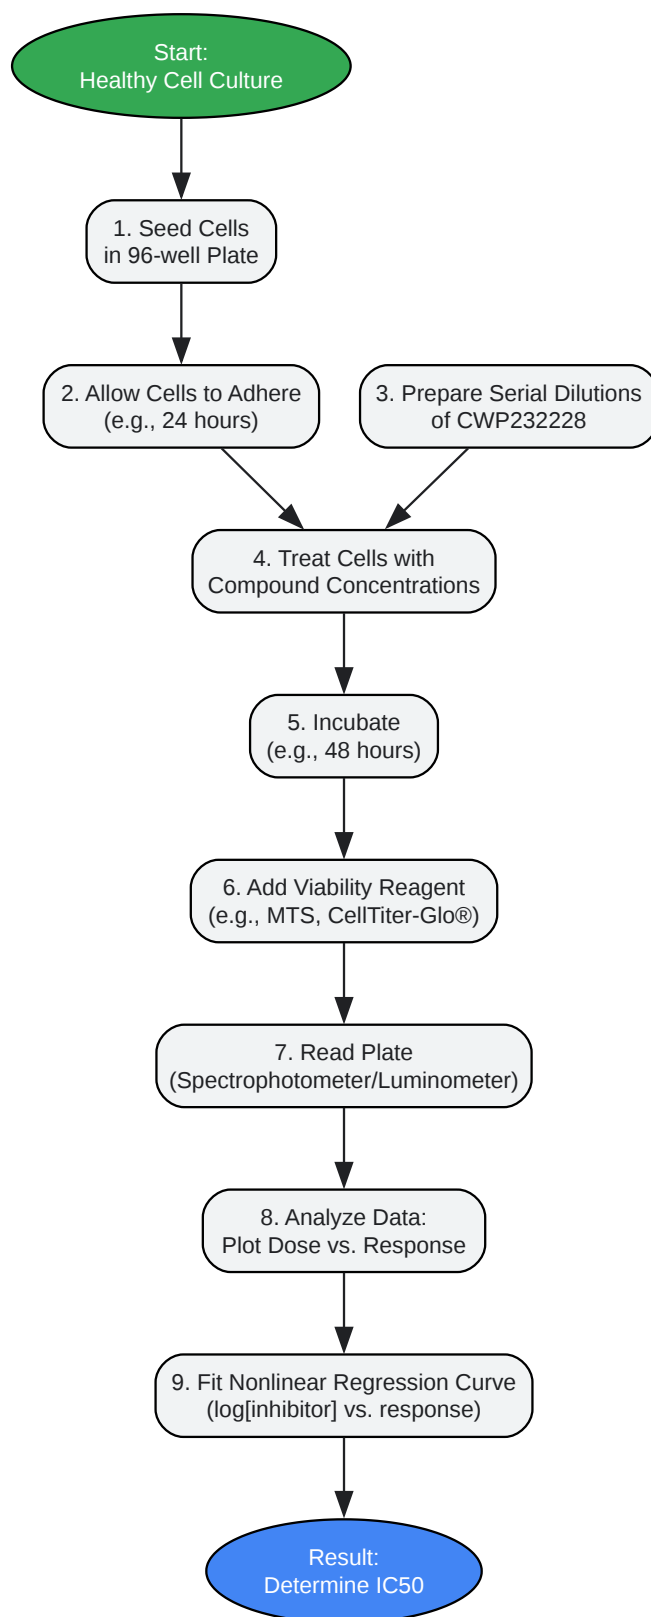 Start:
Healthy Cell Culture
1. Seed Cells
in 96-well Plate
2. Allow Cells to Adhere
(e.g., 24 hours)
3. Prepare Serial Dilutions
of CWP232228
4. Treat Cells with
Compound Concentrations
5. Incubate
(e.g., 48 hours)
6. Add Viability Reagent
(e.g., MTS, CellTiter-Glo®)
7. Read Plate
(Spectrophotometer/Luminometer)
8. Analyze Data:
Plot Dose vs. Response
9. Fit Nonlinear Regression Curve
(log[inhibitor] vs. response)
Result:
Determine IC50